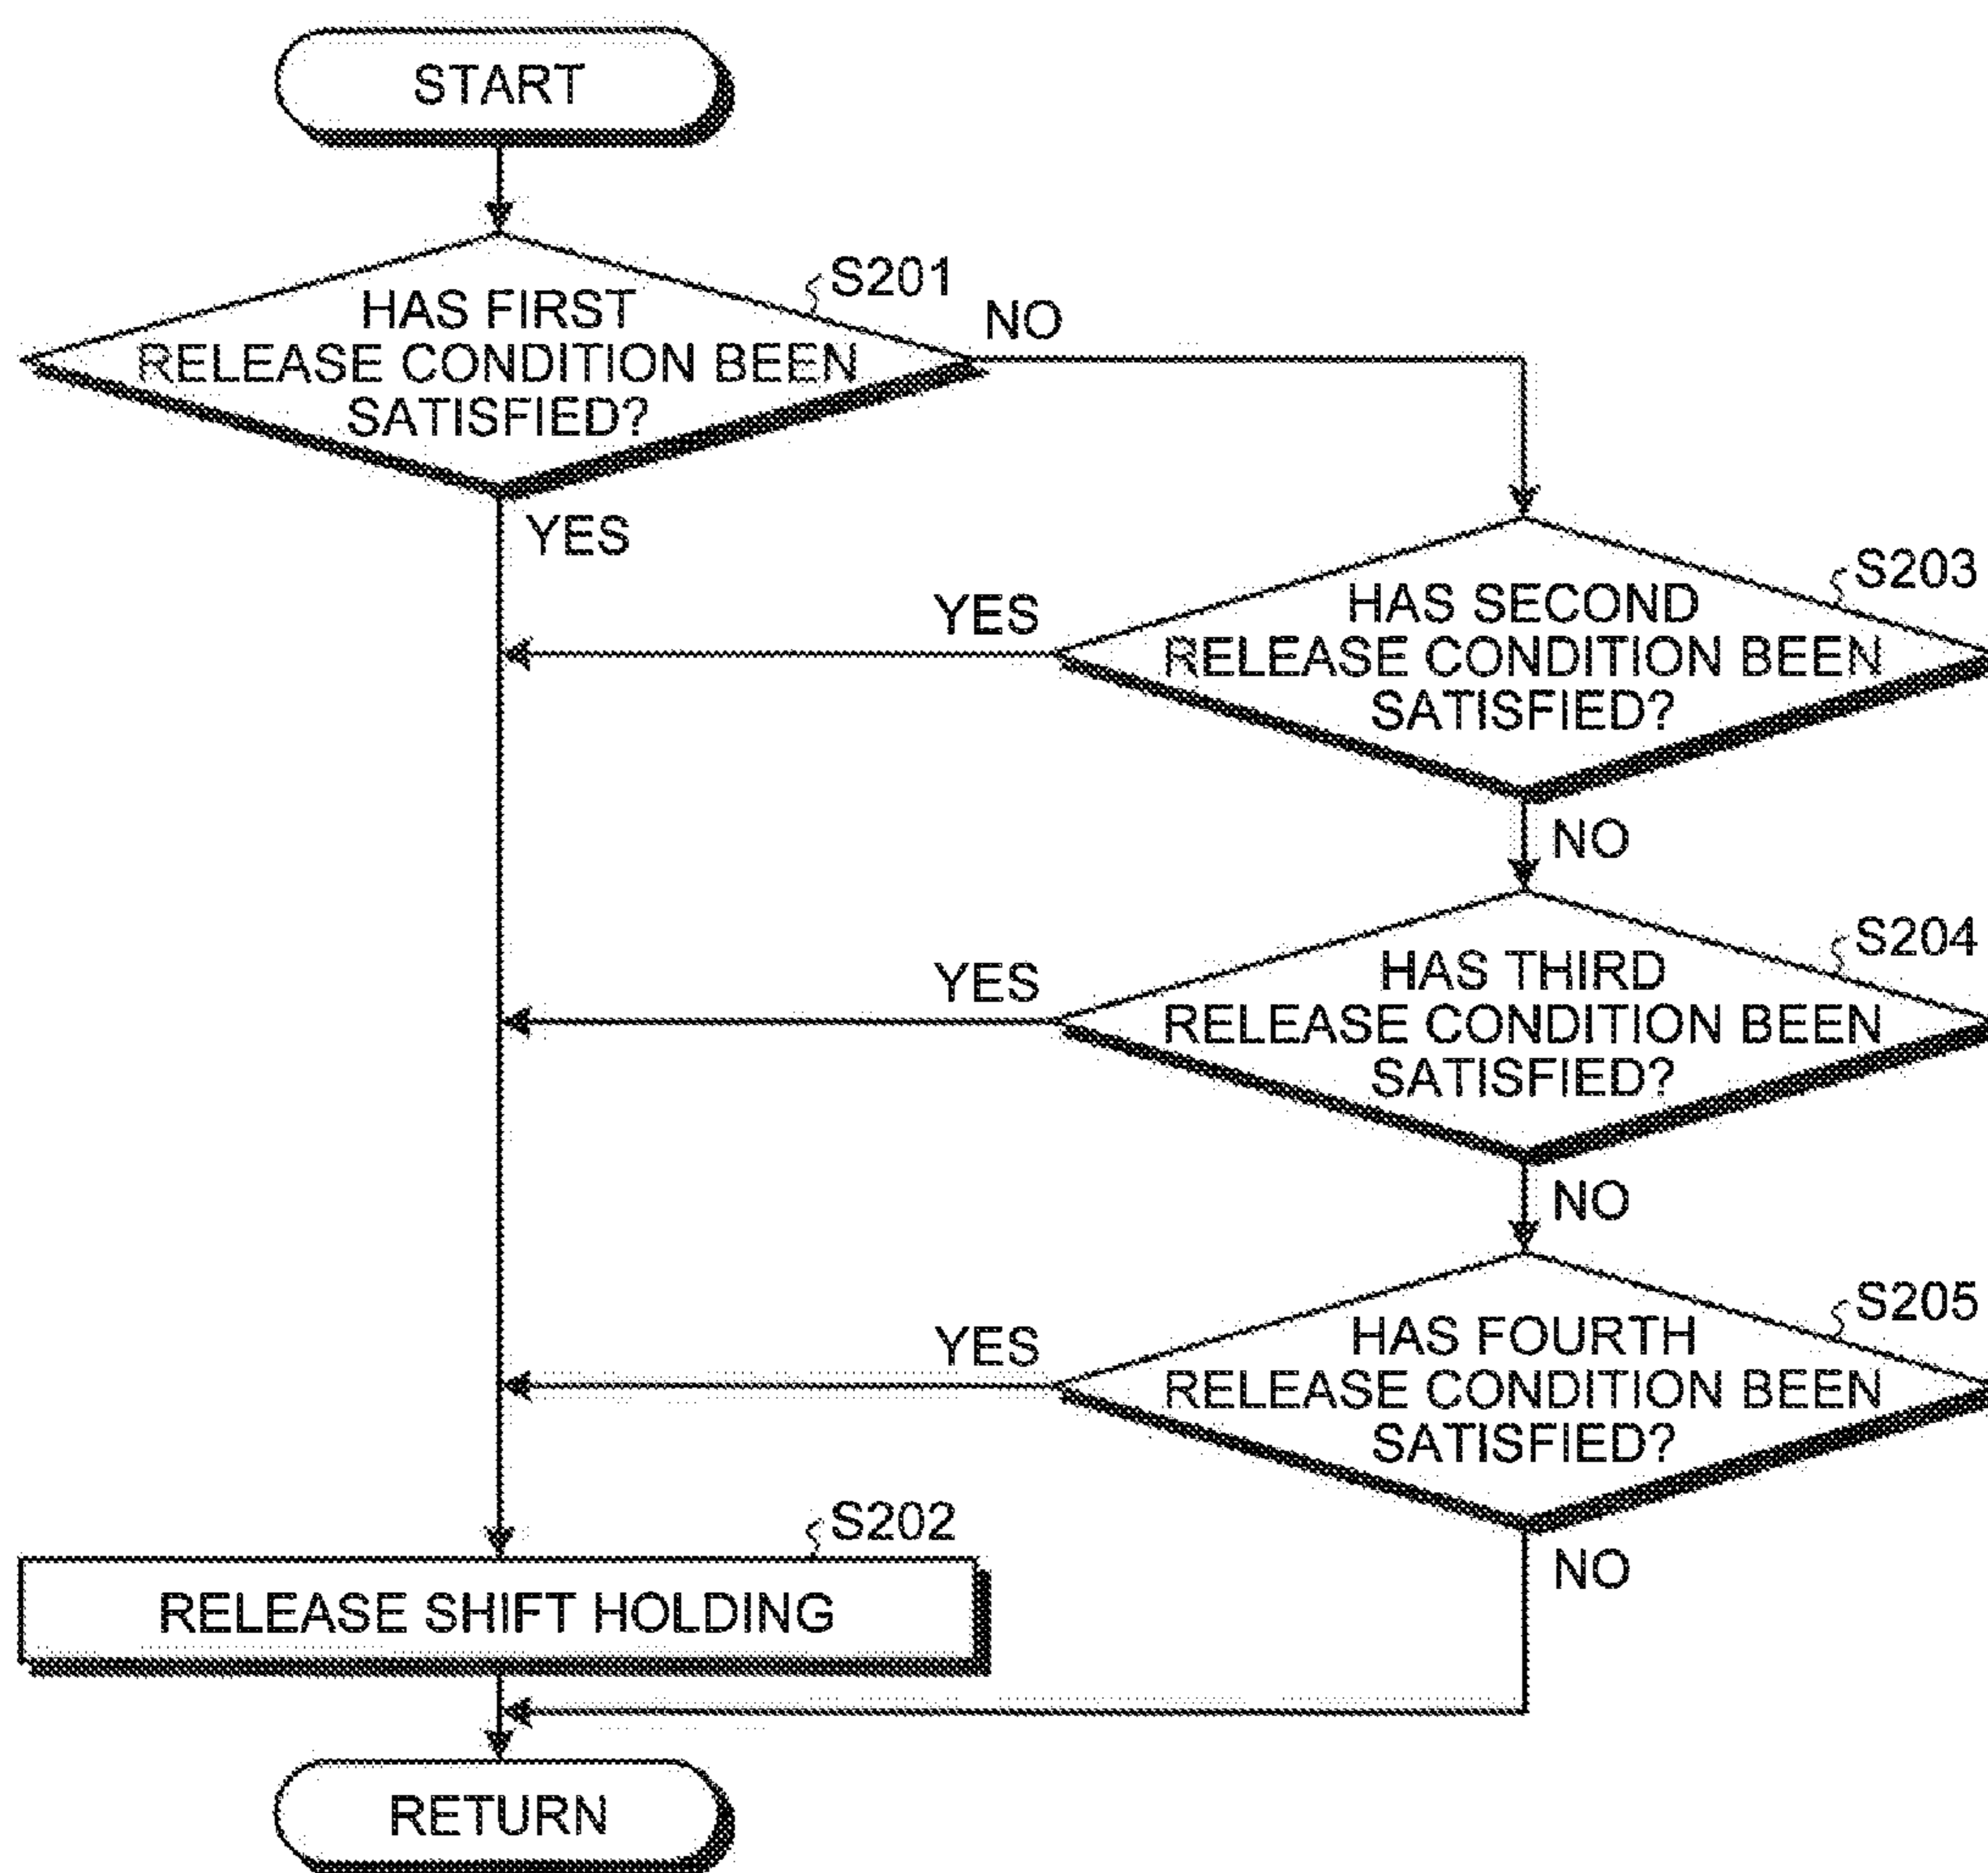 START
S201
HAS FIRST
RELEASE CONDITION BEEN
SATISFIED?
NO
YES
S203
HAS SECOND
RELEASE CONDITION BEEN
SATISFIED?
YES
NO
S204
HAS THIRD
RELEASE CONDITION BEEN
SATISFIED?
YES
NO
S205
HAS FOURTH
RELEASE CONDITION BEEN
SATISFIED?
YES
NO
S202
RELEASE SHIFT HOLDING
RETURN